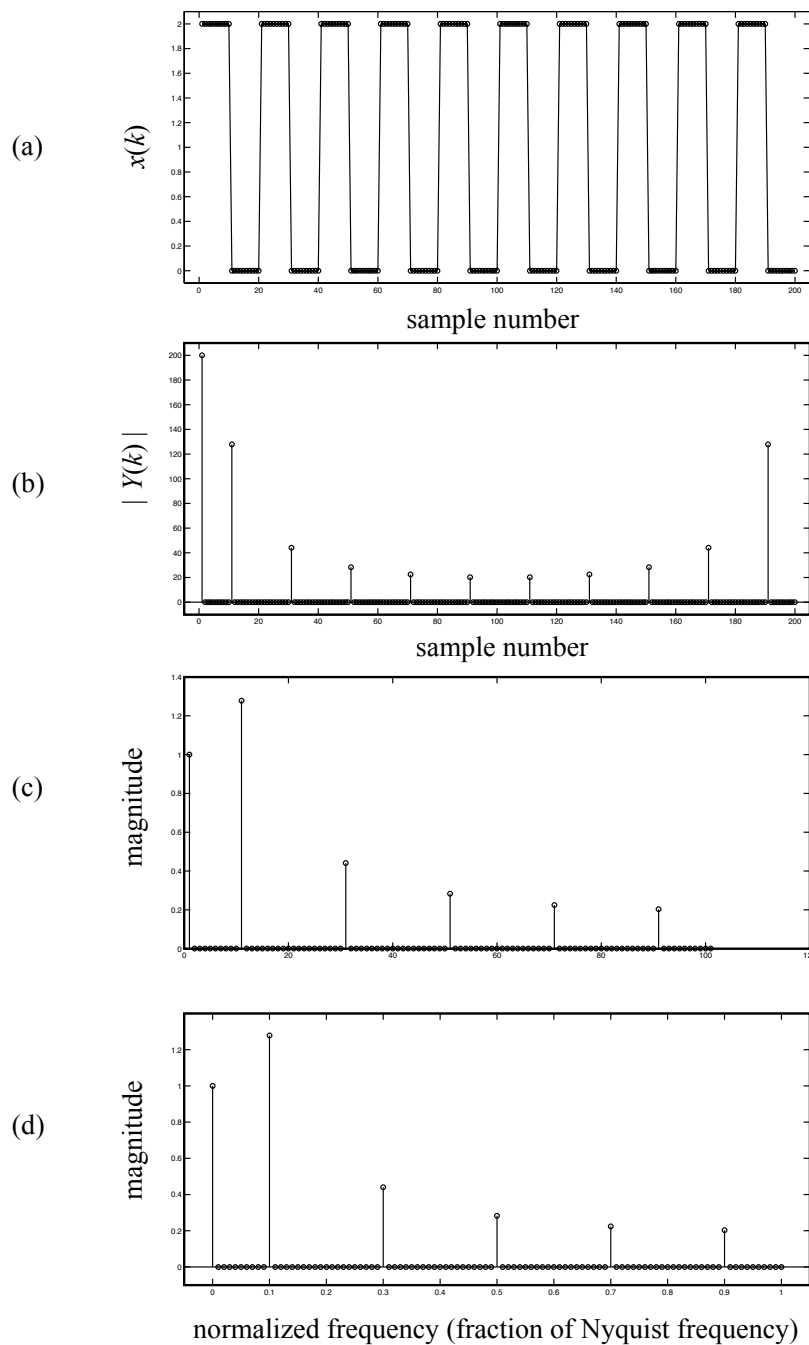 (a)
x(k)
2
1.8
1.6
1.4
1.2
1
0.8
0.6
0.4
0.2
0
0 20 40 60 80 100 120 140 160 180 200
sample number
(b)
| Y(k) |
200
180
160
140
120
100
80
60
40
20
0
0 20 40 60 80 100 120 140 160 180 200
sample number
(c)
magnitude
1.4
1.2
1
0.8
0.6
0.4
0.2
0
0 20 40 60 80 100 120
(d)
magnitude
1.2
1
0.8
0.6
0.4
0.2
0
0 0.1 0.2 0.3 0.4 0.5 0.6 0.7 0.8 0.9 1
normalized frequency (fraction of Nyquist frequency)